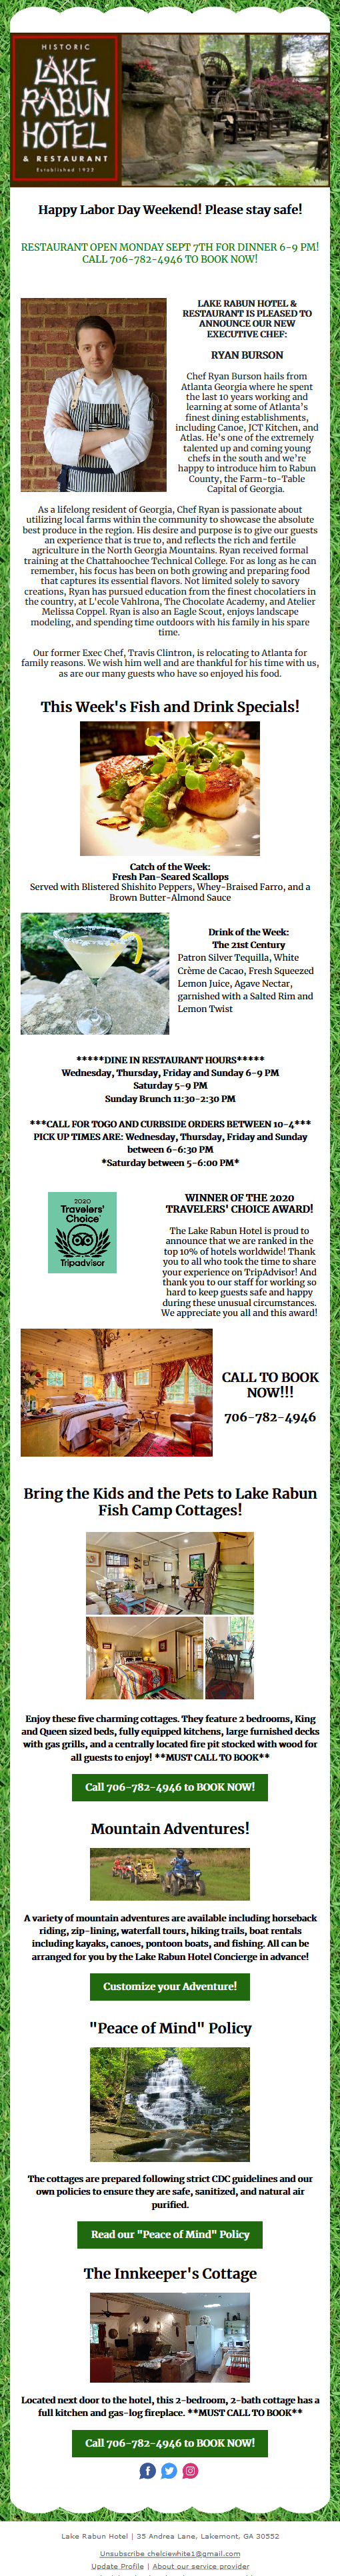 HISTORIC
LAKE
RABUN
HOTEL
& RESTAURANT
Established 1922
Happy Labor Day Weekend! Please stay safe!
RESTAURANT OPEN MONDAY SEPT 7TH FOR DINNER 6-9 PM!
CALL 706-782-4946 TO BOOK NOW!
LAKE RABUN HOTEL &
RESTAURANT IS PLEASED TO
ANNOUNCE OUR NEW
EXECUTIVE CHEF:
RYAN BURSON
Chef Ryan Burson hails from
Atlanta Georgia where he spent
the last 10 years working and
learning at some of Atlanta's
finest dining establishments,
including Canoe, JCT Kitchen, and
Atlas. He's one of the extremely
talented up and coming young
chefs in the south and we're
happy to introduce him to Rabun
County, the Farm-to-Table
Capital of Georgia.
As a lifelong resident of Georgia, Chef Ryan is passionate about
utilizing local farms within the community to showcase the absolute
best produce in the region. His desire and purpose is to give our guests
an experience that is true to, and reflects the rich and fertile
agriculture in the North Georgia Mountains. Ryan received formal
training at the Chattahoochee Technical College. For as long as he can
remember, his focus has been on both growing and preparing food
that captures its essential flavors. Not limited solely to savory
creations, Ryan has pursued education from the finest chocolatiers in
the country, at L'ecole Vahlrona, The Chocolate Academy, and Atelier
Melissa Coppel. Ryan is also an Eagle Scout, enjoys landscape
modeling, and spending time outdoors with his family in his spare
time.
Our former Exec Chef, Travis Clintron, is relocating to Atlanta for
family reasons. We wish him well and are thankful for his time with us,
as are our many guests who have so enjoyed his food.
This Week's Fish and Drink Specials!
Catch of the Week:
Fresh Pan-Seared Scallops
Served with Blistered Shishito Peppers, Whey-Braised Farro, and a
Brown Butter-Almond Sauce
Drink of the Week:
The 21st Century
Patron Silver Tequilla, White
Crème de Cacao, Fresh Squeezed
Lemon Juice, Agave Nectar,
garnished with a Salted Rim and
Lemon Twist
*****DINE IN RESTAURANT HOURS*****
Wednesday, Thursday, Friday and Sunday 6-9 PM
Saturday 5-9 PM
Sunday Brunch 11:30-2:30 PM
***CALL FOR TOGO AND CURBSIDE ORDERS BETWEEN 10-4***
PICK UP TIMES ARE: Wednesday, Thursday, Friday and Sunday
between 6-6:30 PM
*Saturday between 5-6:00 PM*
2020
Travelers'
Choice
Tripadvisor
WINNER OF THE 2020
TRAVELERS' CHOICE AWARD!
The Lake Rabun Hotel is proud to
announce that we are ranked in the
top 10% of hotels worldwide! Thank
you to all who took the time to share
your experience on TripAdvisor! And
thank you to our staff for working so
hard to keep guests safe and happy
during these unusual circumstances.
We appreciate you all and this award!
CALL TO BOOK
NOW!!!
706-782-4946
Bring the Kids and the Pets to Lake Rabun
Fish Camp Cottages!
Enjoy these five charming cottages. They feature 2 bedrooms, King
and Queen sized beds, fully equipped kitchens, large furnished decks
with gas grills, and a centrally located fire pit stocked with wood for
all guests to enjoy! **MUST CALL TO BOOK**
Call 706-782-4946 to BOOK NOW!
Mountain Adventures!
A variety of mountain adventures are available including horseback
riding, zip-lining, waterfall tours, hiking trails, boat rentals
including kayaks, canoes, pontoon boats, and fishing. All can be
arranged for you by the Lake Rabun Hotel Concierge in advance!
Customize your Adventure!
"Peace of Mind" Policy
The cottages are prepared following strict CDC guidelines and our
own policies to ensure they are safe, sanitized, and natural air
purified.
Read our "Peace of Mind" Policy
The Innkeeper's Cottage
Located next door to the hotel, this 2-bedroom, 2-bath cottage has a
full kitchen and gas-log fireplace. **MUST CALL TO BOOK**
Call 706-782-4946 to BOOK NOW!
Lake Rabun Hotel | 35 Andrea Lane, Lakemont, GA 30552
Unsubscribe chelciewhite1@gmail.com
Update Profile | About our service provider